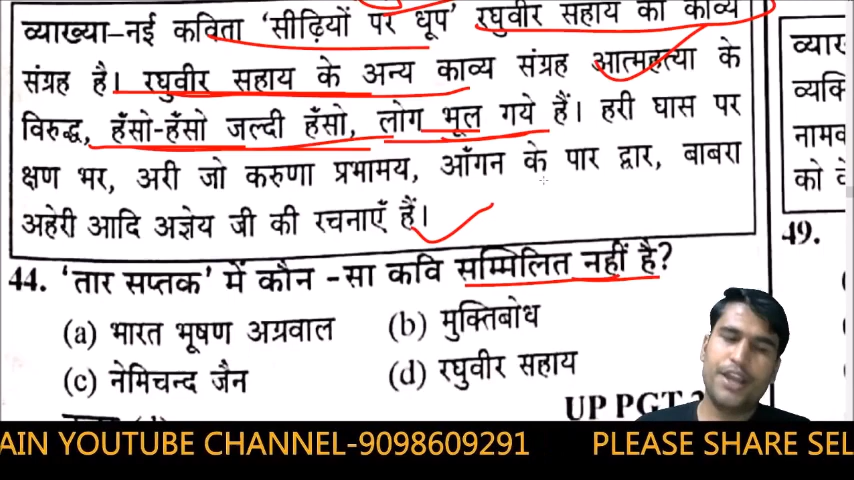 व्याख्या–नई कविता 'सीढ़ियों पर धूप' रघुवीर सहाय का काव्य
संग्रह है। रघुवीर सहाय के अन्य काव्य संग्रह आत्महत्या के
विरुद्ध, हँसो-हँसो जल्दी हँसो, लोग भूल गये हैं। हरी घास पर
क्षण भर, अरी जो करुणा प्रभामय, आँगन के पार द्वार, बाबरा
अहेरी आदि अज्ञेय जी की रचनाएँ हैं।
44. 'तार सप्तक' में कौन -सा कवि सम्मिलित नहीं है?
(a) भारत भूषण अग्रवाल (b) मुक्तिबोध
(c) नेमिचन्द जैन (d) रघुवीर सहाय
UP PGT
व्यक्ति
को
49.
AIN YOUTUBE CHANNEL-9098609291 PLEASE SHARE SEL